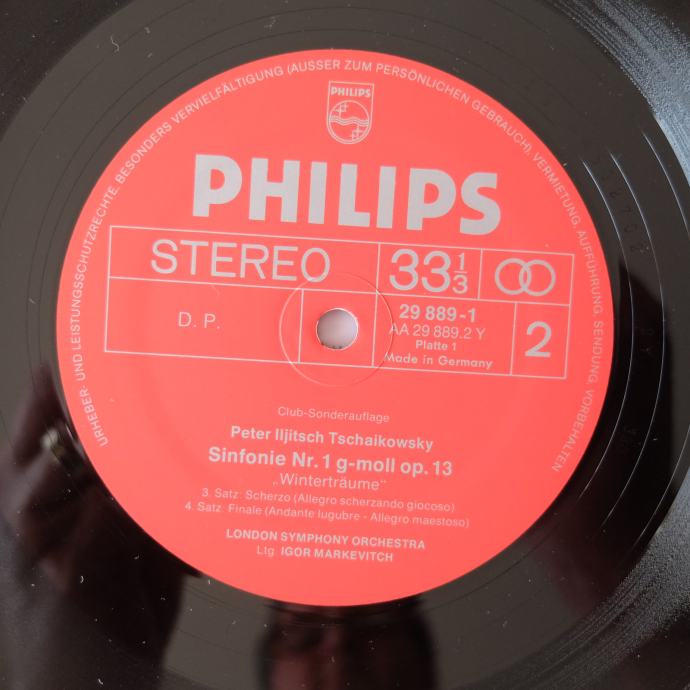 URHEBER- UND LEISTUNGSSCHUTZRECHTE, BESONDERS VERVIELFÄLTIGUNG (AUSSER ZUM PERSÖNLICHEN GEBRAUCH), VERMIETUNG AUFFÜHRUNG, SENDUNG, VORBEHALTEN
PHILIPS
PHILIPS
STEREO
33 1/3
D. P.
29 889-1
AA 29 889.2 Y
Platte 1
Made in Germany
2
Club-Sonderauflage
Peter Iljitsch Tschaikowsky
Sinfonie Nr. 1 g-moll op. 13
„Winterträume“
3. Satz: Scherzo (Allegro scherzando giocoso)
4. Satz Finale (Andante lugubre - Allegro maestoso)
LONDON SYMPHONY ORCHESTRA
Ltg. IGOR MARKEVITCH